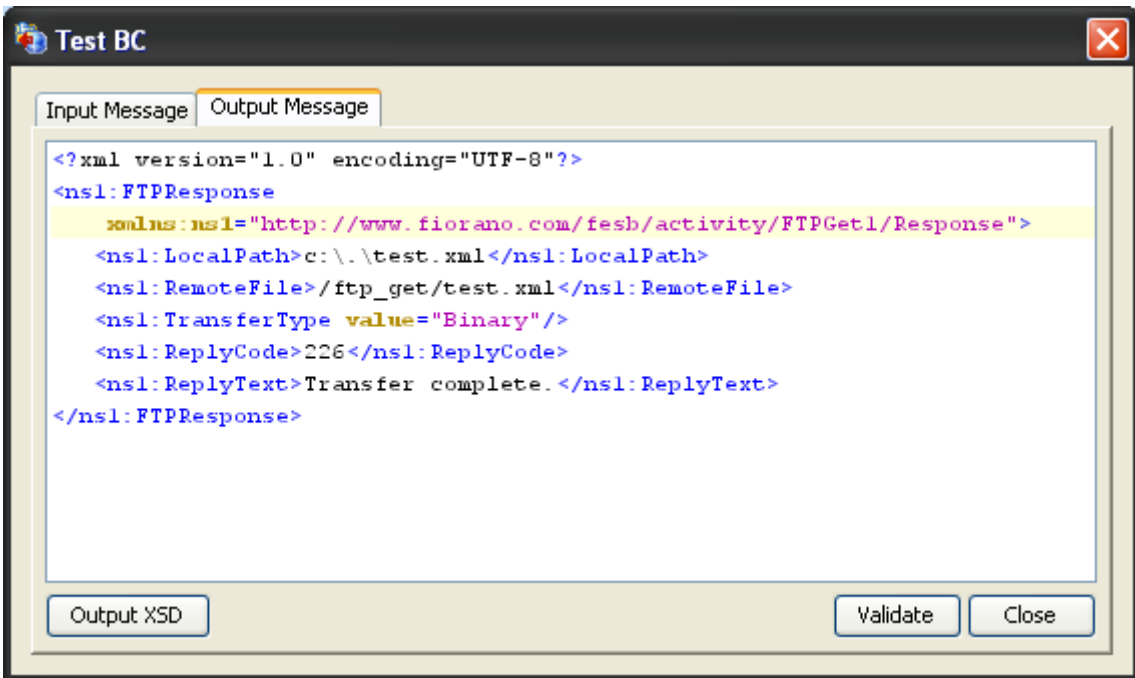 Test BC
Input Message
Output Message
<?xml version="1.0" encoding="UTF-8"?>
<ns1:FTPResponse
xmlns:ns1="http://www.fiorano.com/fesb/activity/FTPGet1/Response">
<ns1:LocalPath>c:\.\test.xml</ns1:LocalPath>
<ns1:RemoteFile>/ftp_get/test.xml</ns1:RemoteFile>
<ns1:TransferType value="Binary"/>
<ns1:ReplyCode>226</ns1:ReplyCode>
<ns1:ReplyText>Transfer complete.</ns1:ReplyText>
</ns1:FTPResponse>
Output XSD
Validate
Close